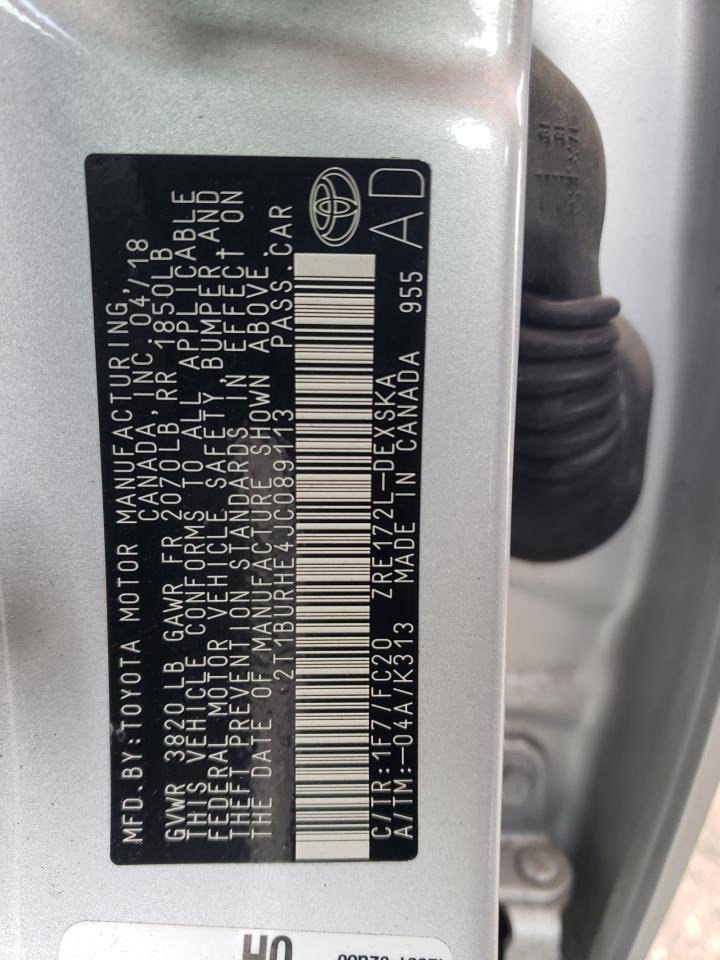 MFD.BY:TOYOTA MOTOR MANUFACTURING,
CANADA, INC. 04/18
GVWR 3820LB GAWR FR 2070LB, RR 1850LB
THIS VEHICLE CONFORMS TO ALL APPLICABLE
FEDERAL MOTOR VEHICLE SAFETY, BUMPER, AND
THEFT PREVENTION STANDARDS IN EFFECT ON
THE DATE OF MANUFACTURE SHOWN ABOVE.
2T1BURHE4JC089113 PASS.CAR
C/TR:1F7/FC20 ZRE172L-DEXSKA
A/TM:-04A/K313 MADE IN CANADA 955
AD